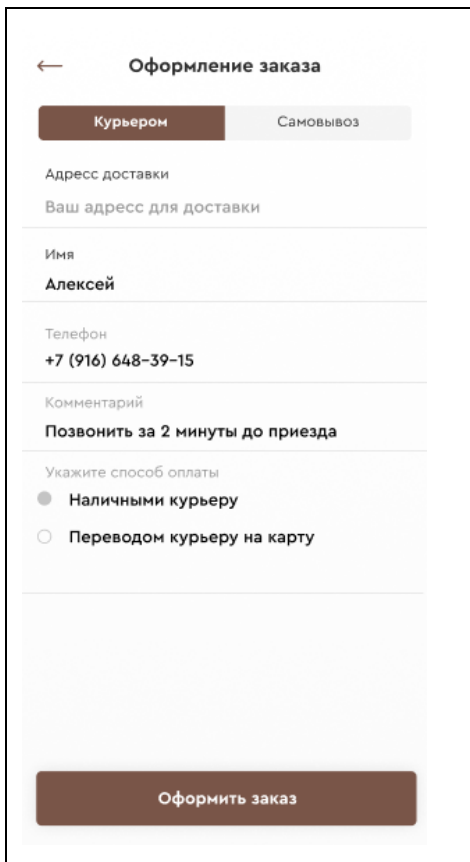 Оформление заказа
Курьером
Самовывоз
Адресс доставки
Ваш адресс для доставки
Имя
Алексей
Телефон
+7 (916) 648-39-15
Комментарий
Позвонить за 2 минуты до приезда
Укажите способ оплаты
Наличными курьеру
Переводом курьеру на карту
Оформить заказ